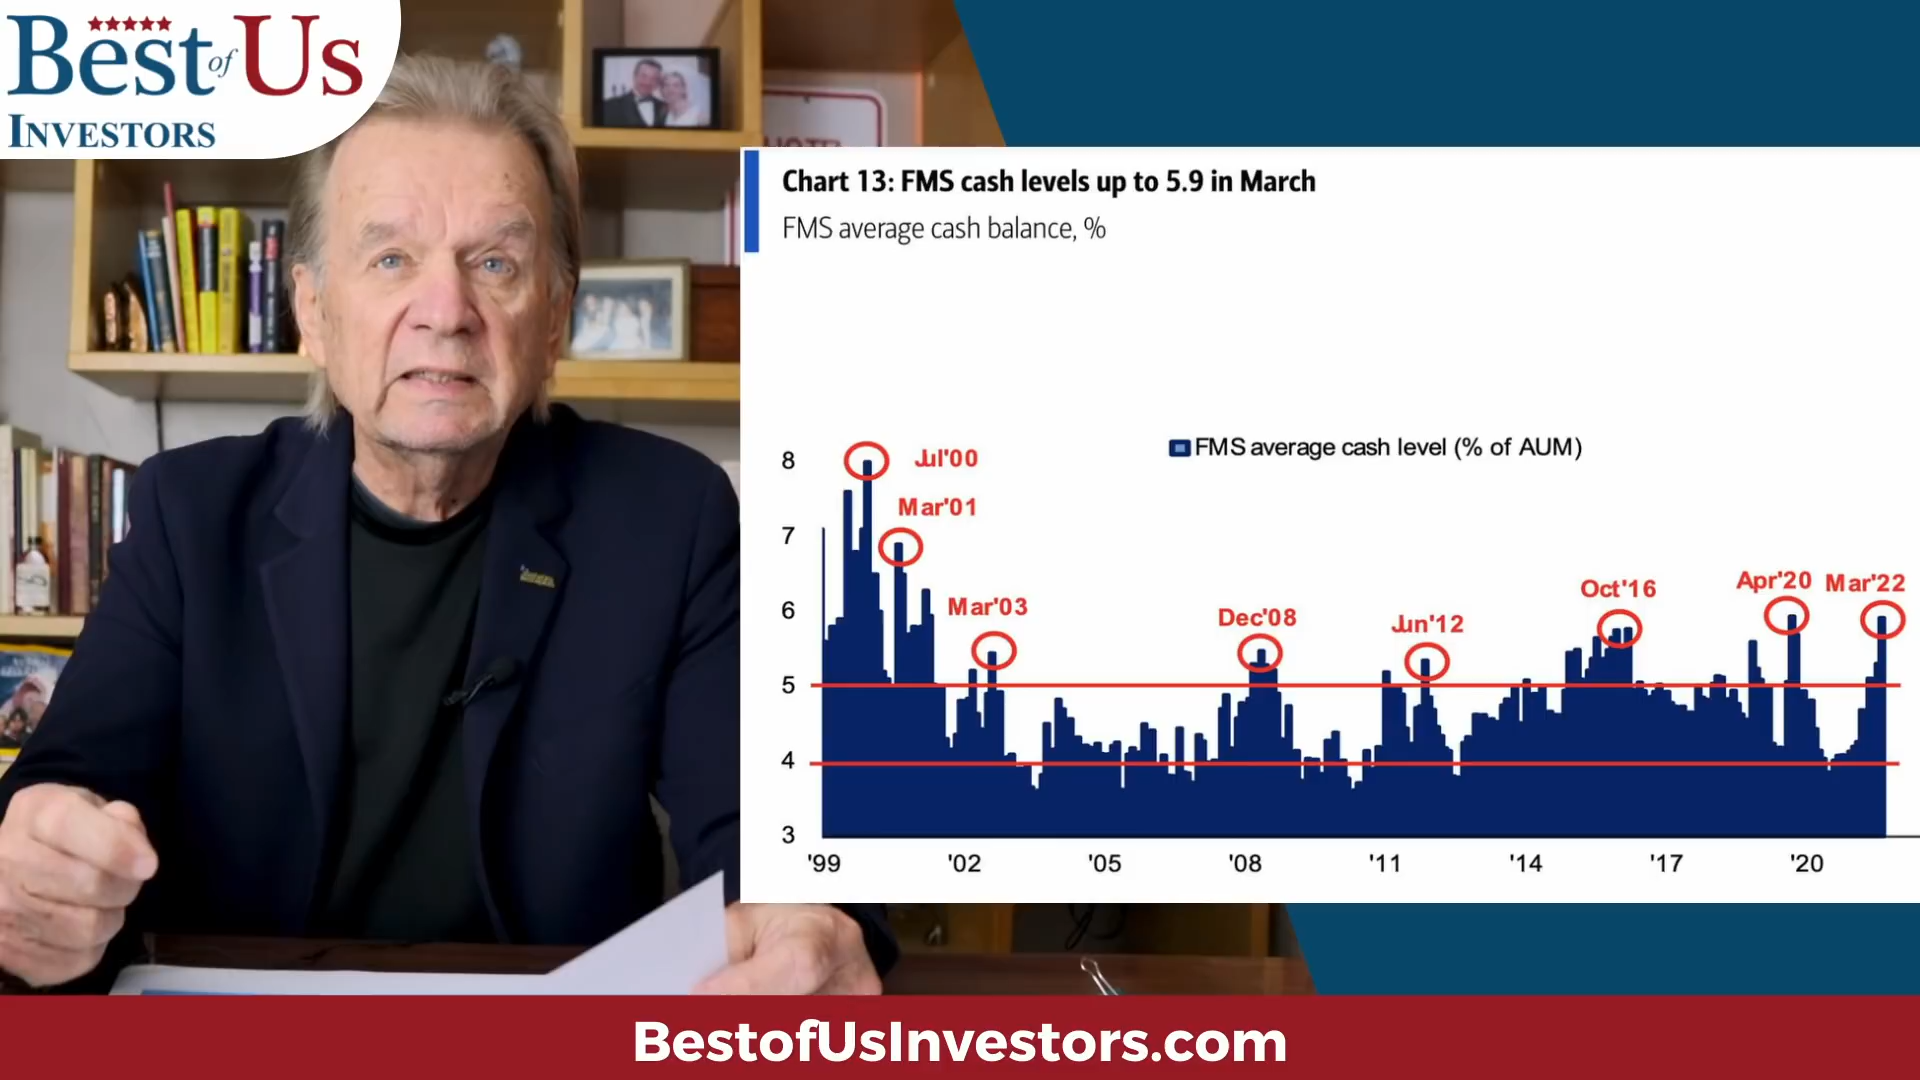 Best of Us
INVESTORS
HOTEL
Chart 13: FMS cash levels up to 5.9 in March
FMS average cash balance, %
FMS average cash level (% of AUM)
8
7
6
5
4
3
Jul'00
Mar'01
Mar'03
Dec'08
Jun'12
Oct'16
Apr'20
Mar'22
'99
'02
'05
'08
'11
'14
'17
'20
BestofUsInvestors.com